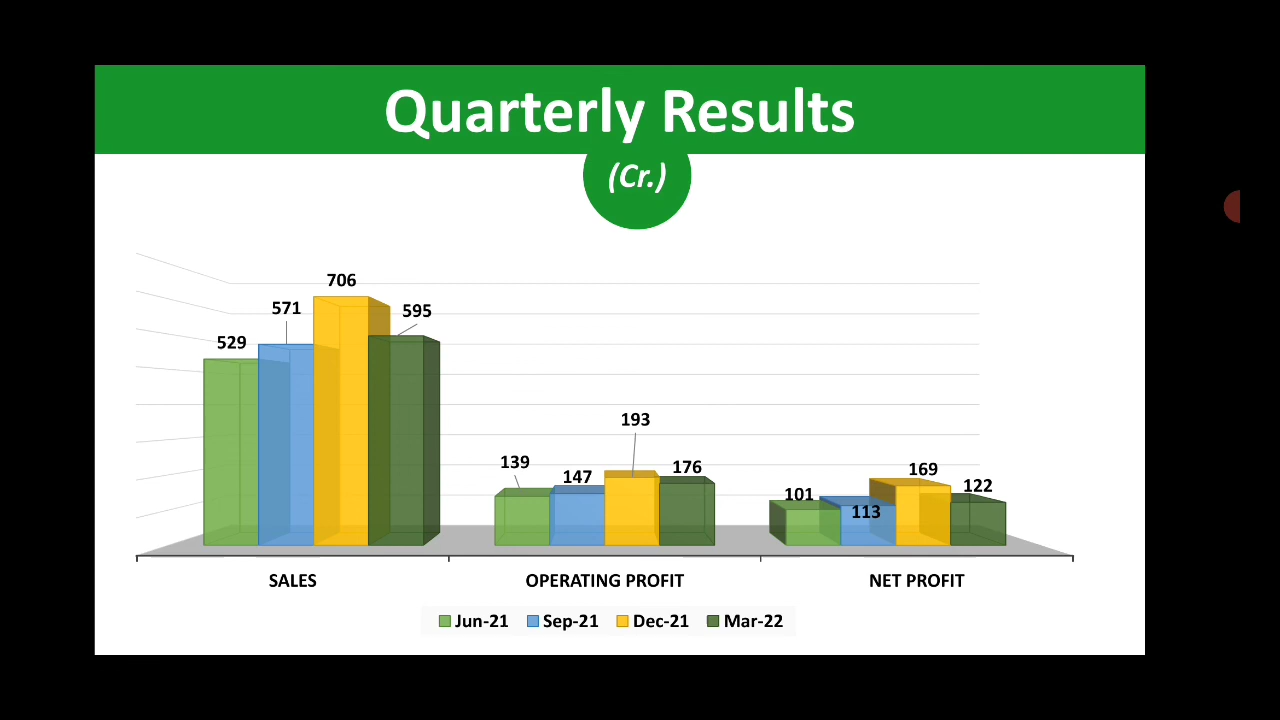 Quarterly Results
(Cr.)
706
571
595
529
193
139
147
176
169
101
122
113
SALES
OPERATING PROFIT
NET PROFIT
Jun-21
Sep-21
Dec-21
Mar-22